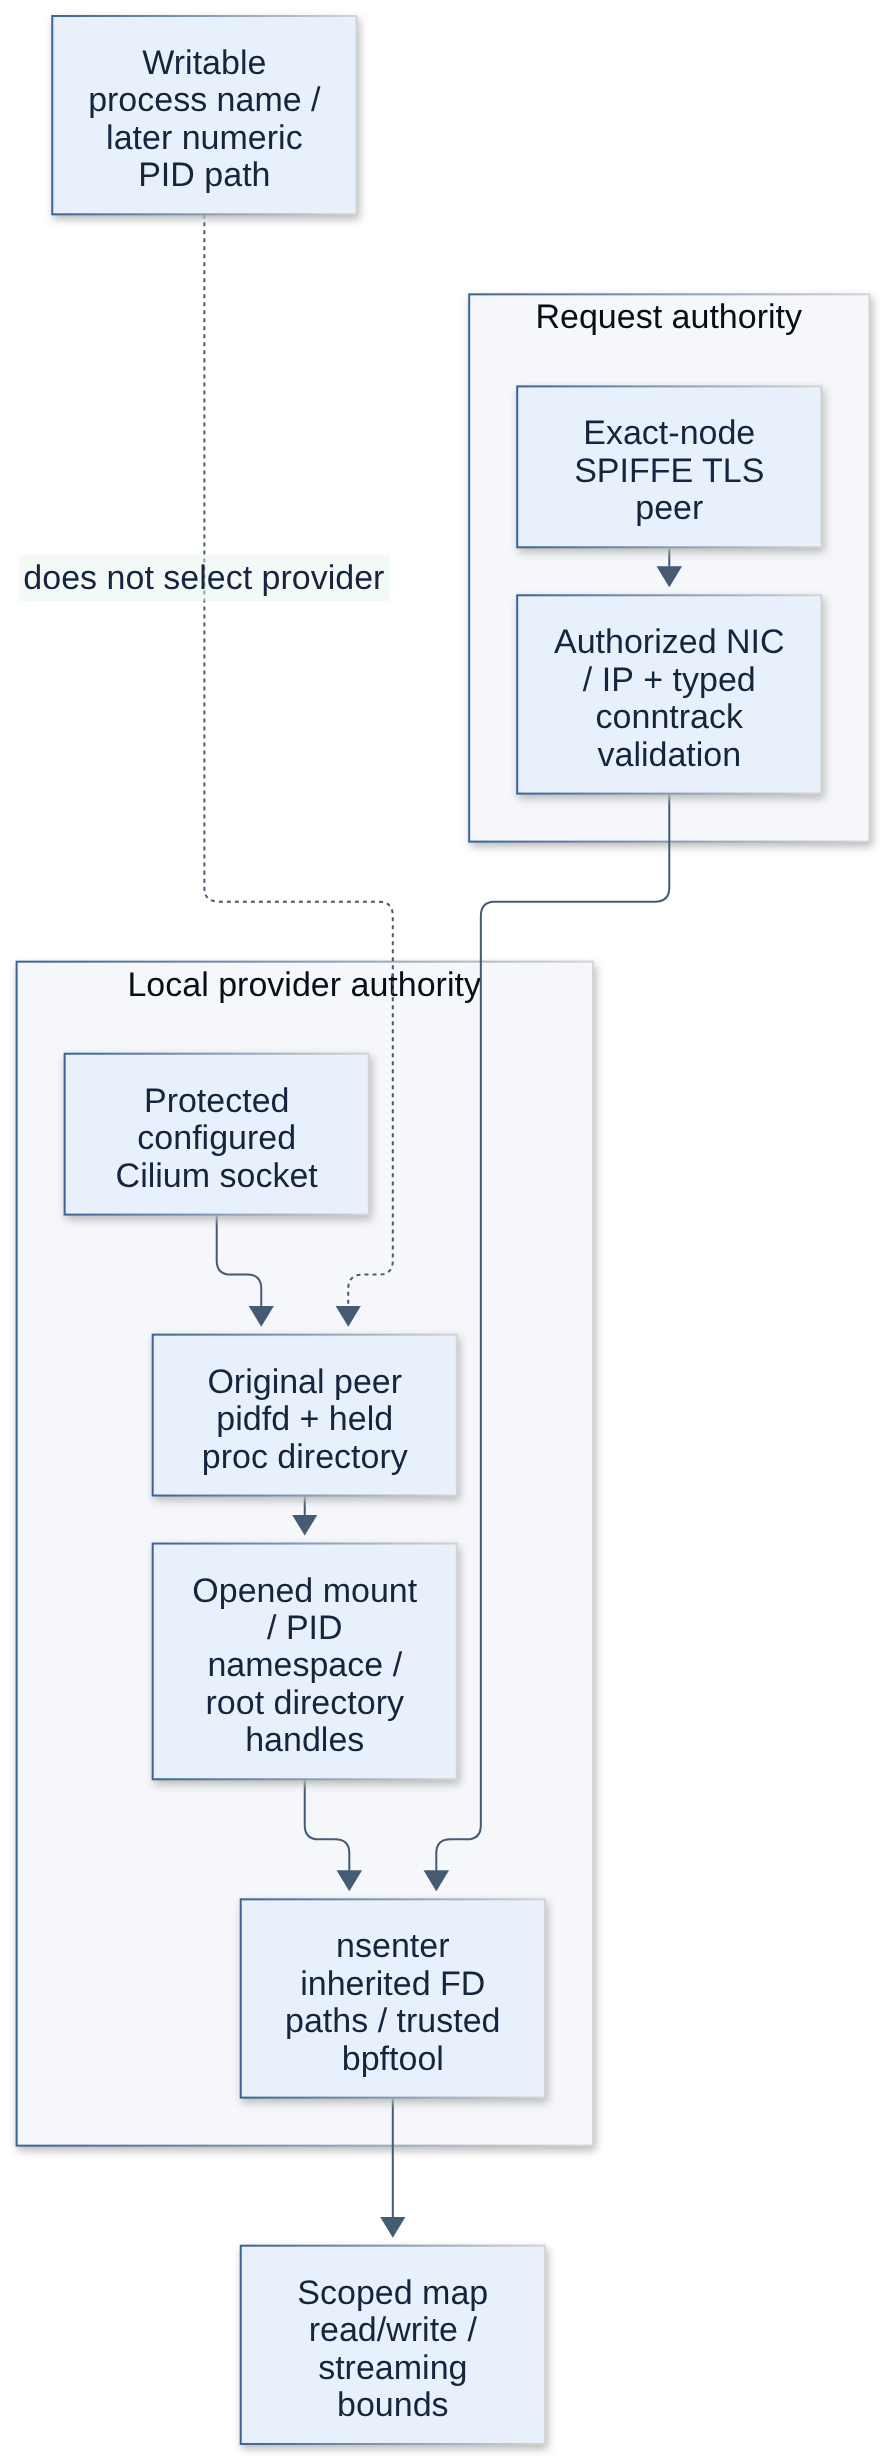 Writable
process name /
later numeric
PID path
Request authority
Exact-node
SPIFFE TLS
peer
does not select provider
Authorized NIC
/ IP + typed
conntrack
validation
Local provider authority
Protected
configured
Cilium socket
Original peer
pidfd + held
proc directory
Opened mount
/ PID
namespace /
root directory
handles
nsenter
inherited FD
paths / trusted
bpftool
Scoped map
read/write /
streaming
bounds